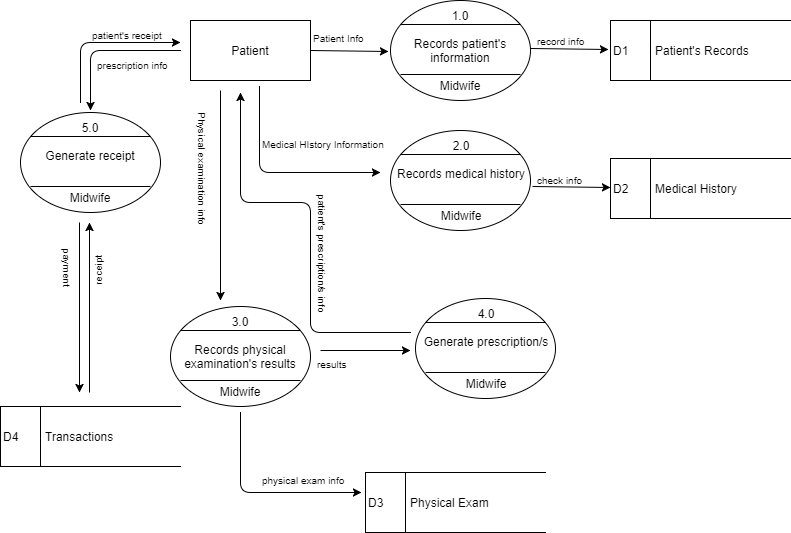 1.0
patient's receipt
Patient Info
Records patient's
information
record info
D1
Patient's Records
Patient
prescription info
Midwife
5.0
Physical examination info
Medical HIstory Information
2.0
Generate receipt
Records medical history
check info
D2
Medical History
Midwife
patient's prescription/s info
Midwife
payment
receipt
3.0
4.0
Records physical
examination's results
results
Generate prescription/s
Midwife
Midwife
D4
Transactions
physical exam info
D3
Physical Exam